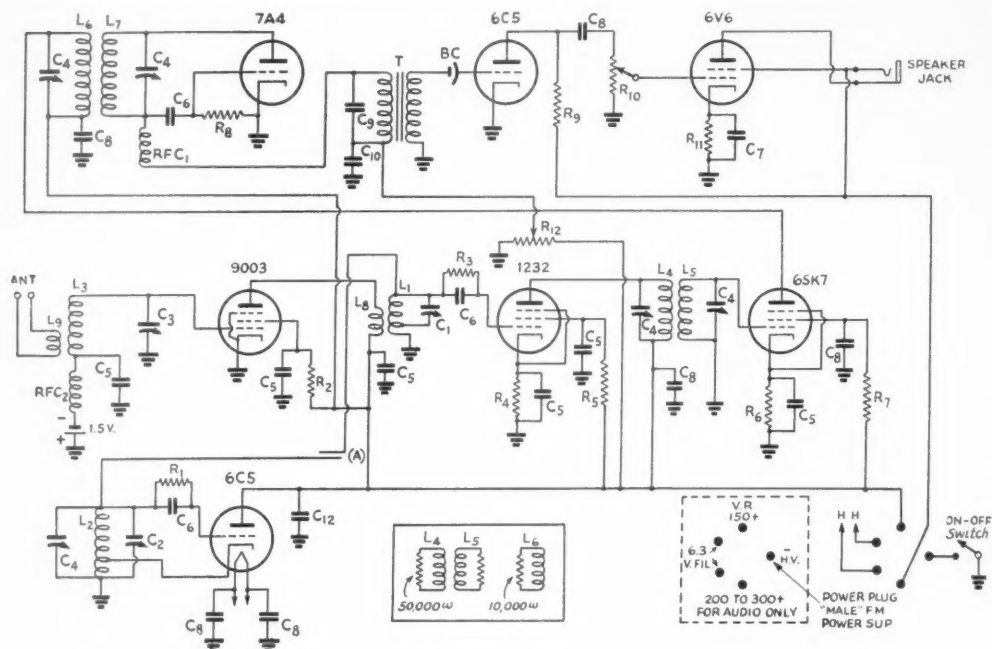 7A4
6C5
6V6
L6
L7
C4
C4
C6
R8
C8
RFC1
T
C9
C10
BC
C8
R9
R10
R11
C7
SPEAKER
JACK
R12
ANT
L9
L3
C3
C5
RFC2
-
+
1.5 V.
9003
C5
R2
L8
L1
R3
C6
C1
C5
1232
R4
C5
C5
R5
L4
L5
C4
C4
C8
6SK7
C8
R6
C5
R7
(A)
R1
C6
6C5
L2
C4
C2
C8
C8
C12
L4
L5
L6
50,000 ω
10,000 ω
V.R
150+
6.3
V. FIL.
-
H.V.
200 TO 300+
FOR AUDIO ONLY
H H
POWER PLUG
"MALE" FM
POWER SUP
ON-OFF
Switch